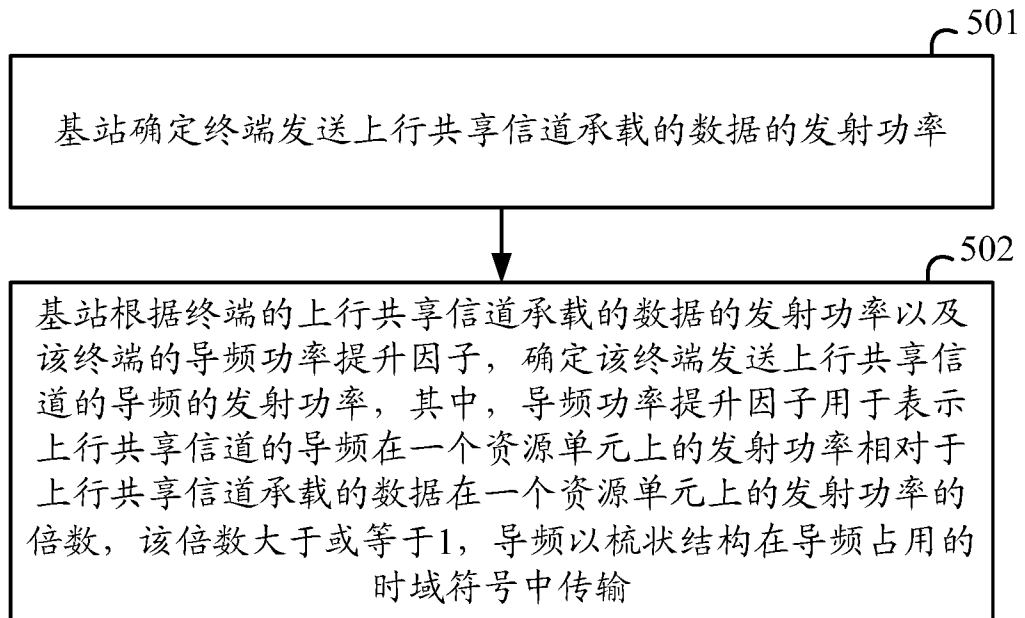 501
基站确定终端发送上行共享信道承载的数据的发射功率
502
基站根据终端的上行共享信道承载的数据的发射功率以及
该终端的导频功率提升因子，确定该终端发送上行共享信
道的导频的发射功率，其中，导频功率提升因子用于表示
上行共享信道的导频在一个资源单元上的发射功率相对于
上行共享信道承载的数据在一个资源单元上的发射功率的
倍数，该倍数大于或等于1，导频以梳状结构在导频占用的
时域符号中传输